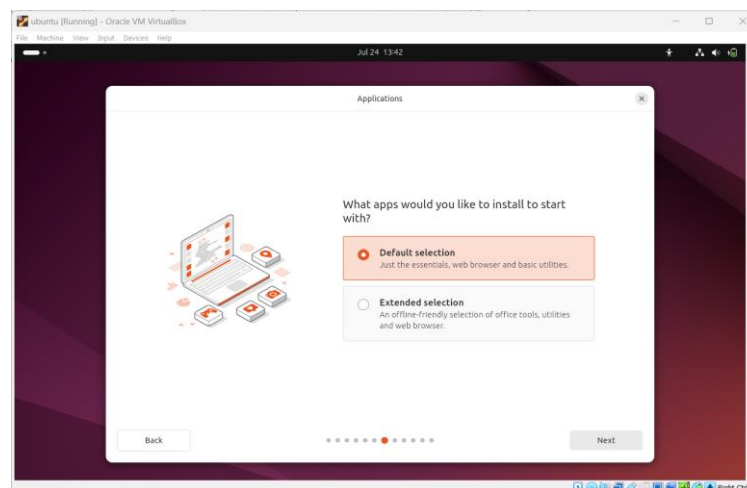 ubuntu [Running] - Oracle VM VirtualBox
File Machine View Input Devices Help
Jul 24 13:42
Applications
What apps would you like to install to start
with?
Default selection
Just the essentials, web browser and basic utilities.
Extended selection
An offline-friendly selection of office tools, utilities
and web browser.
Back
Next
Right